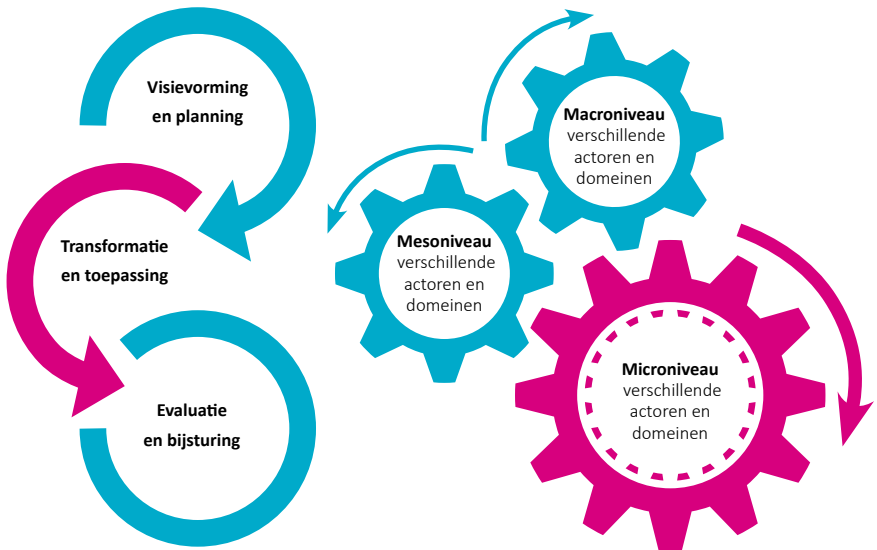 Visievorming
en planning
Transformatie
en toepassing
Evaluatie
en bijsturing
Macroniveau
verschillende
actoren en
domeinen
Mesoniveau
verschillende
actoren en
domeinen
Microniveau
verschillende
actoren en
domeinen